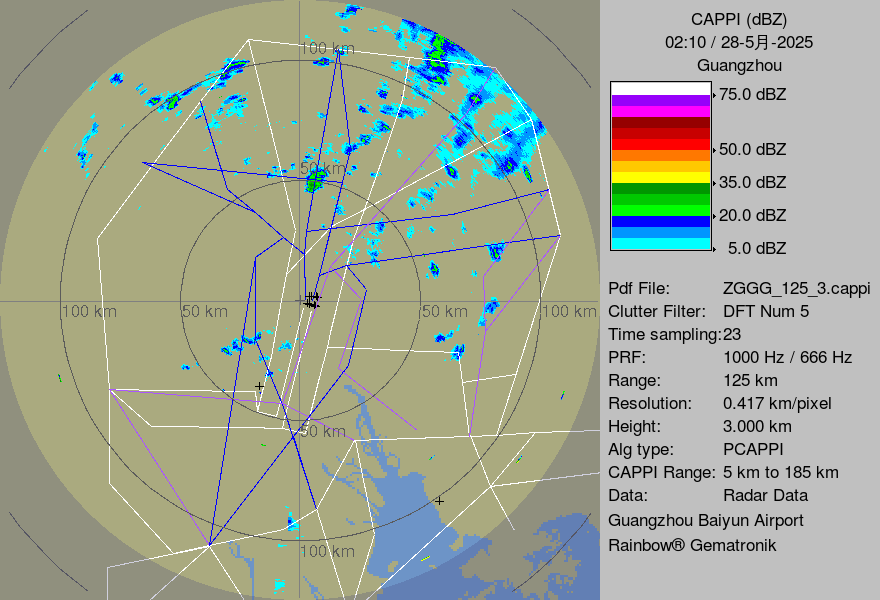 CAPPI (dBZ)
02:10 / 28-5月-2025
Guangzhou
75.0 dBZ
50.0 dBZ
35.0 dBZ
20.0 dBZ
5.0 dBZ
Pdf File: ZGGG_125_3.cappi
Clutter Filter: DFT Num 5
Time sampling:23
PRF: 1000 Hz / 666 Hz
Range: 125 km
Resolution: 0.417 km/pixel
Height: 3.000 km
Alg type: PCAPPI
CAPPI Range: 5 km to 185 km
Data: Radar Data
Guangzhou Baiyun Airport
Rainbow® Gematronik
100 km
50 km
100 km
50 km
50 km
100 km
50 km
100 km